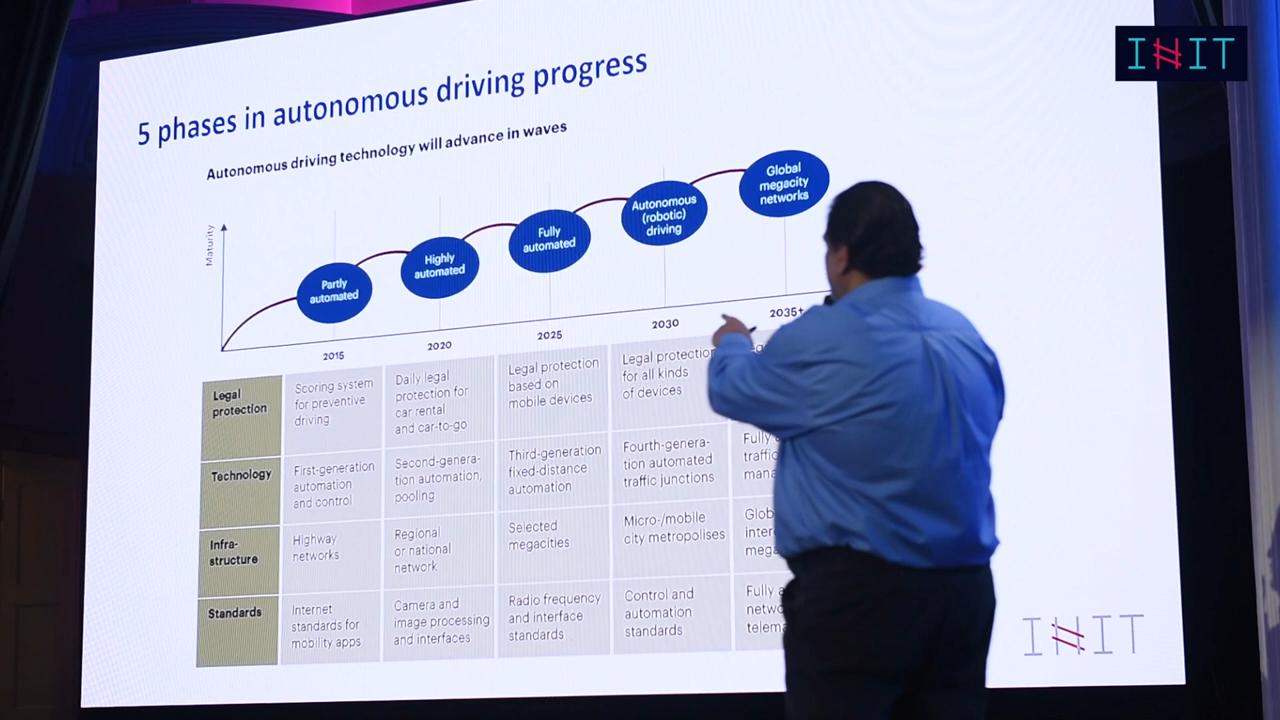 INIT
5 phases in autonomous driving progress
Autonomous driving technology will advance in waves
Maturity
Partly
automated
Highly
automated
Fully
automated
Autonomous
(robotic)
driving
Global
megacity
networks
2015
2020
2025
2030
2035+
Legal
protection
Scoring system
for preventive
driving
Daily legal
protection for
car rental
and car-to-go
Legal protection
based on
mobile devices
Legal protection
for all kinds
of devices
Technology
First-generation
automation
and control
Second-genera-
tion automation,
pooling
Third-generation
fixed-distance
automation
Fourth-genera-
tion automated
traffic junctions
Fully
Infra-
structure
Highway
networks
Regional
or national
network
Selected
megacities
Micro-/mobile
city metropolises
Standards
Internet
standards for
mobility apps
Camera and
image processing
and interfaces
Radio frequency
and interface
standards
Control and
automation
standards
Fully
INIT